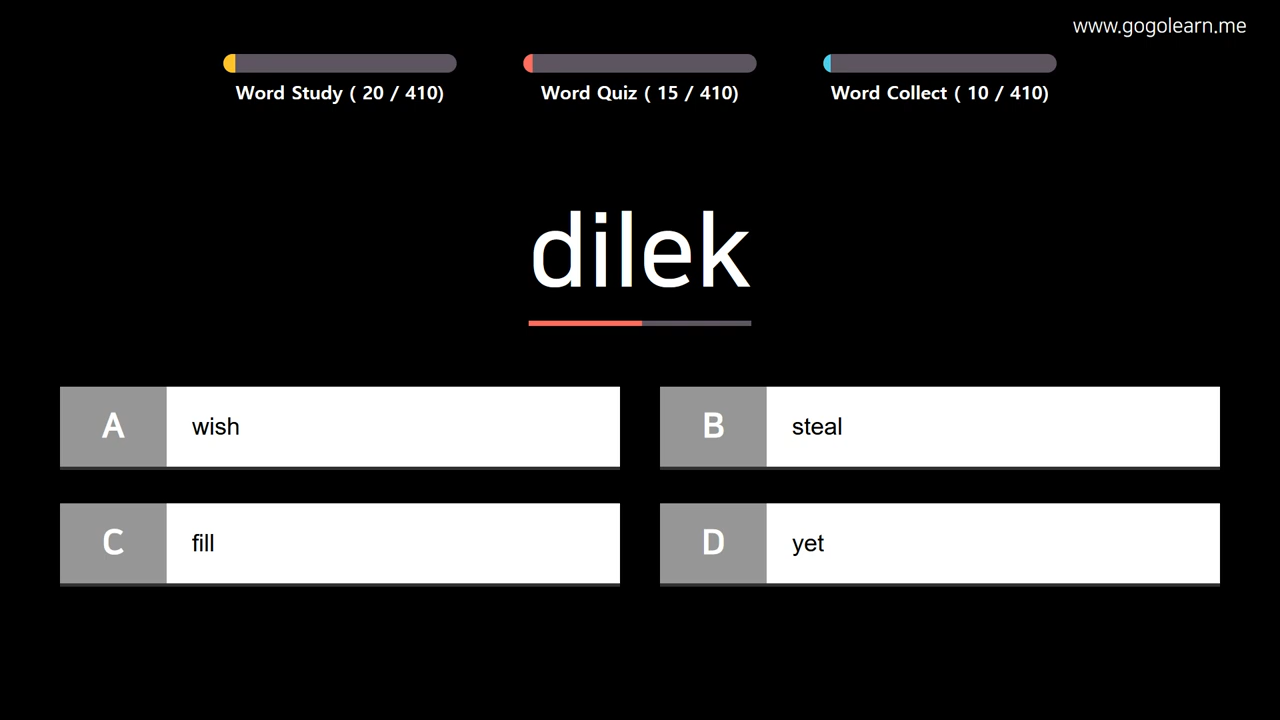 www.gogolearn.me
Word Study ( 20 / 410)
Word Quiz ( 15 / 410)
Word Collect ( 10 / 410)
dilek
A wish
B steal
C fill
D yet